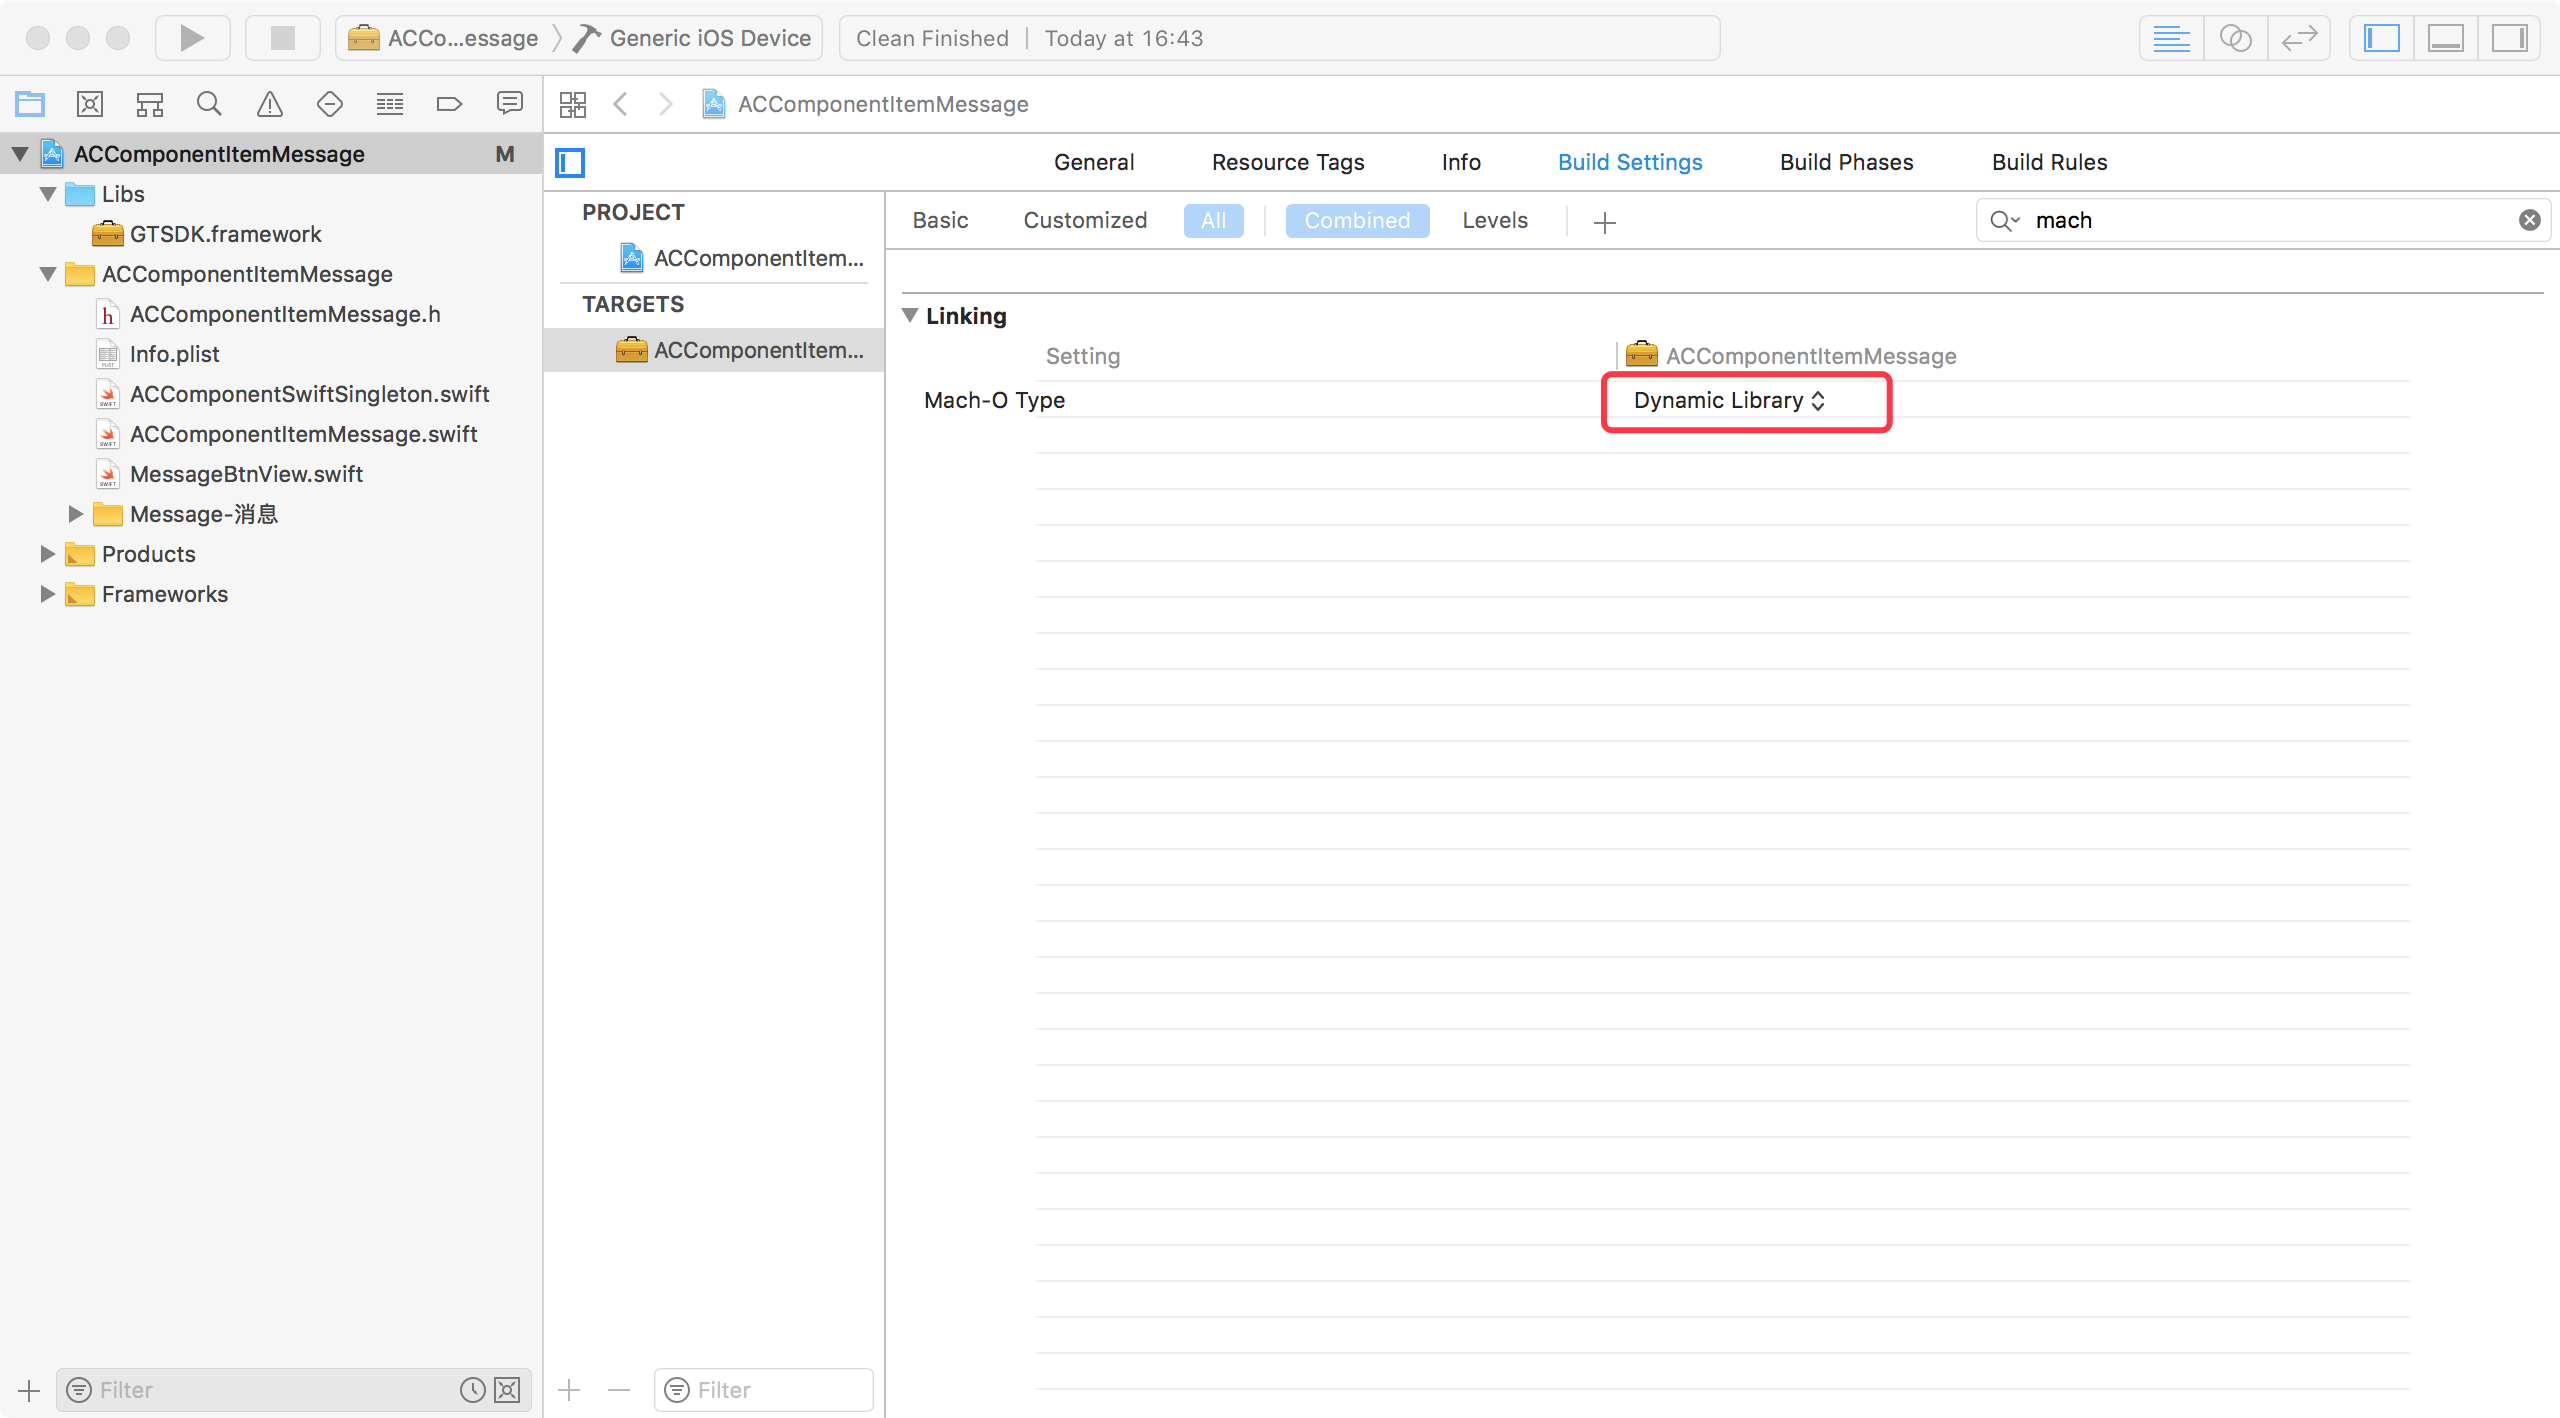 ACCo...essage
Generic iOS Device
Clean Finished | Today at 16:43
ACComponentItemMessage
ACComponentItemMessage M
Libs
GTSDK.framework
ACComponentItemMessage
ACComponentItemMessage.h
Info.plist
ACComponentSwiftSingleton.swift
ACComponentItemMessage.swift
MessageBtnView.swift
Message-消息
Products
Frameworks
Filter
General Resource Tags Info Build Settings Build Phases Build Rules
PROJECT
ACComponentItem...
TARGETS
ACComponentItem...
Filter
Basic Customized All Combined Levels
mach
Linking
Setting ACComponentItemMessage
Mach-O Type Dynamic Library